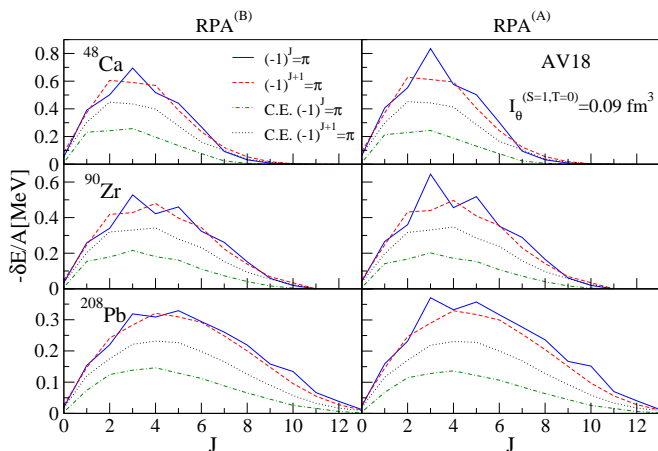 RPA^(B) RPA^(A)
-δE/A[MeV]
0.8
0.6
0.4
0.2
0
^48Ca
(-1)^J=π
(-1)^(J+1)=π
C.E. (-1)^J=π
C.E. (-1)^(J+1)=π
AV18
I_θ^(S=1,T=0)=0.09 fm^3
0.6
0.4
0.2
0
^90Zr
0.3
0.2
0.1
0
^208Pb
0 2 4 6 8 10 12 0 2 4 6 8 10 12
J J